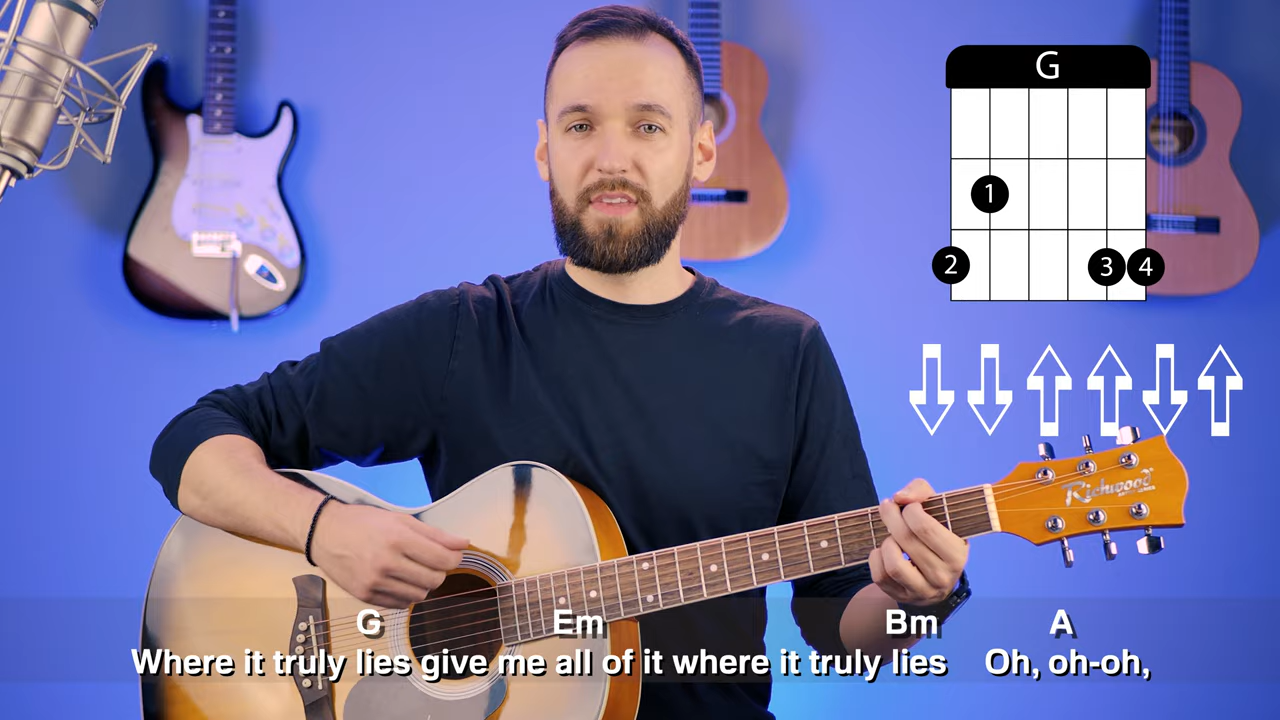 G
1
2 3 4
Richwood
G Em Bm A
Where it truly lies give me all of it where it truly lies Oh, oh-oh,